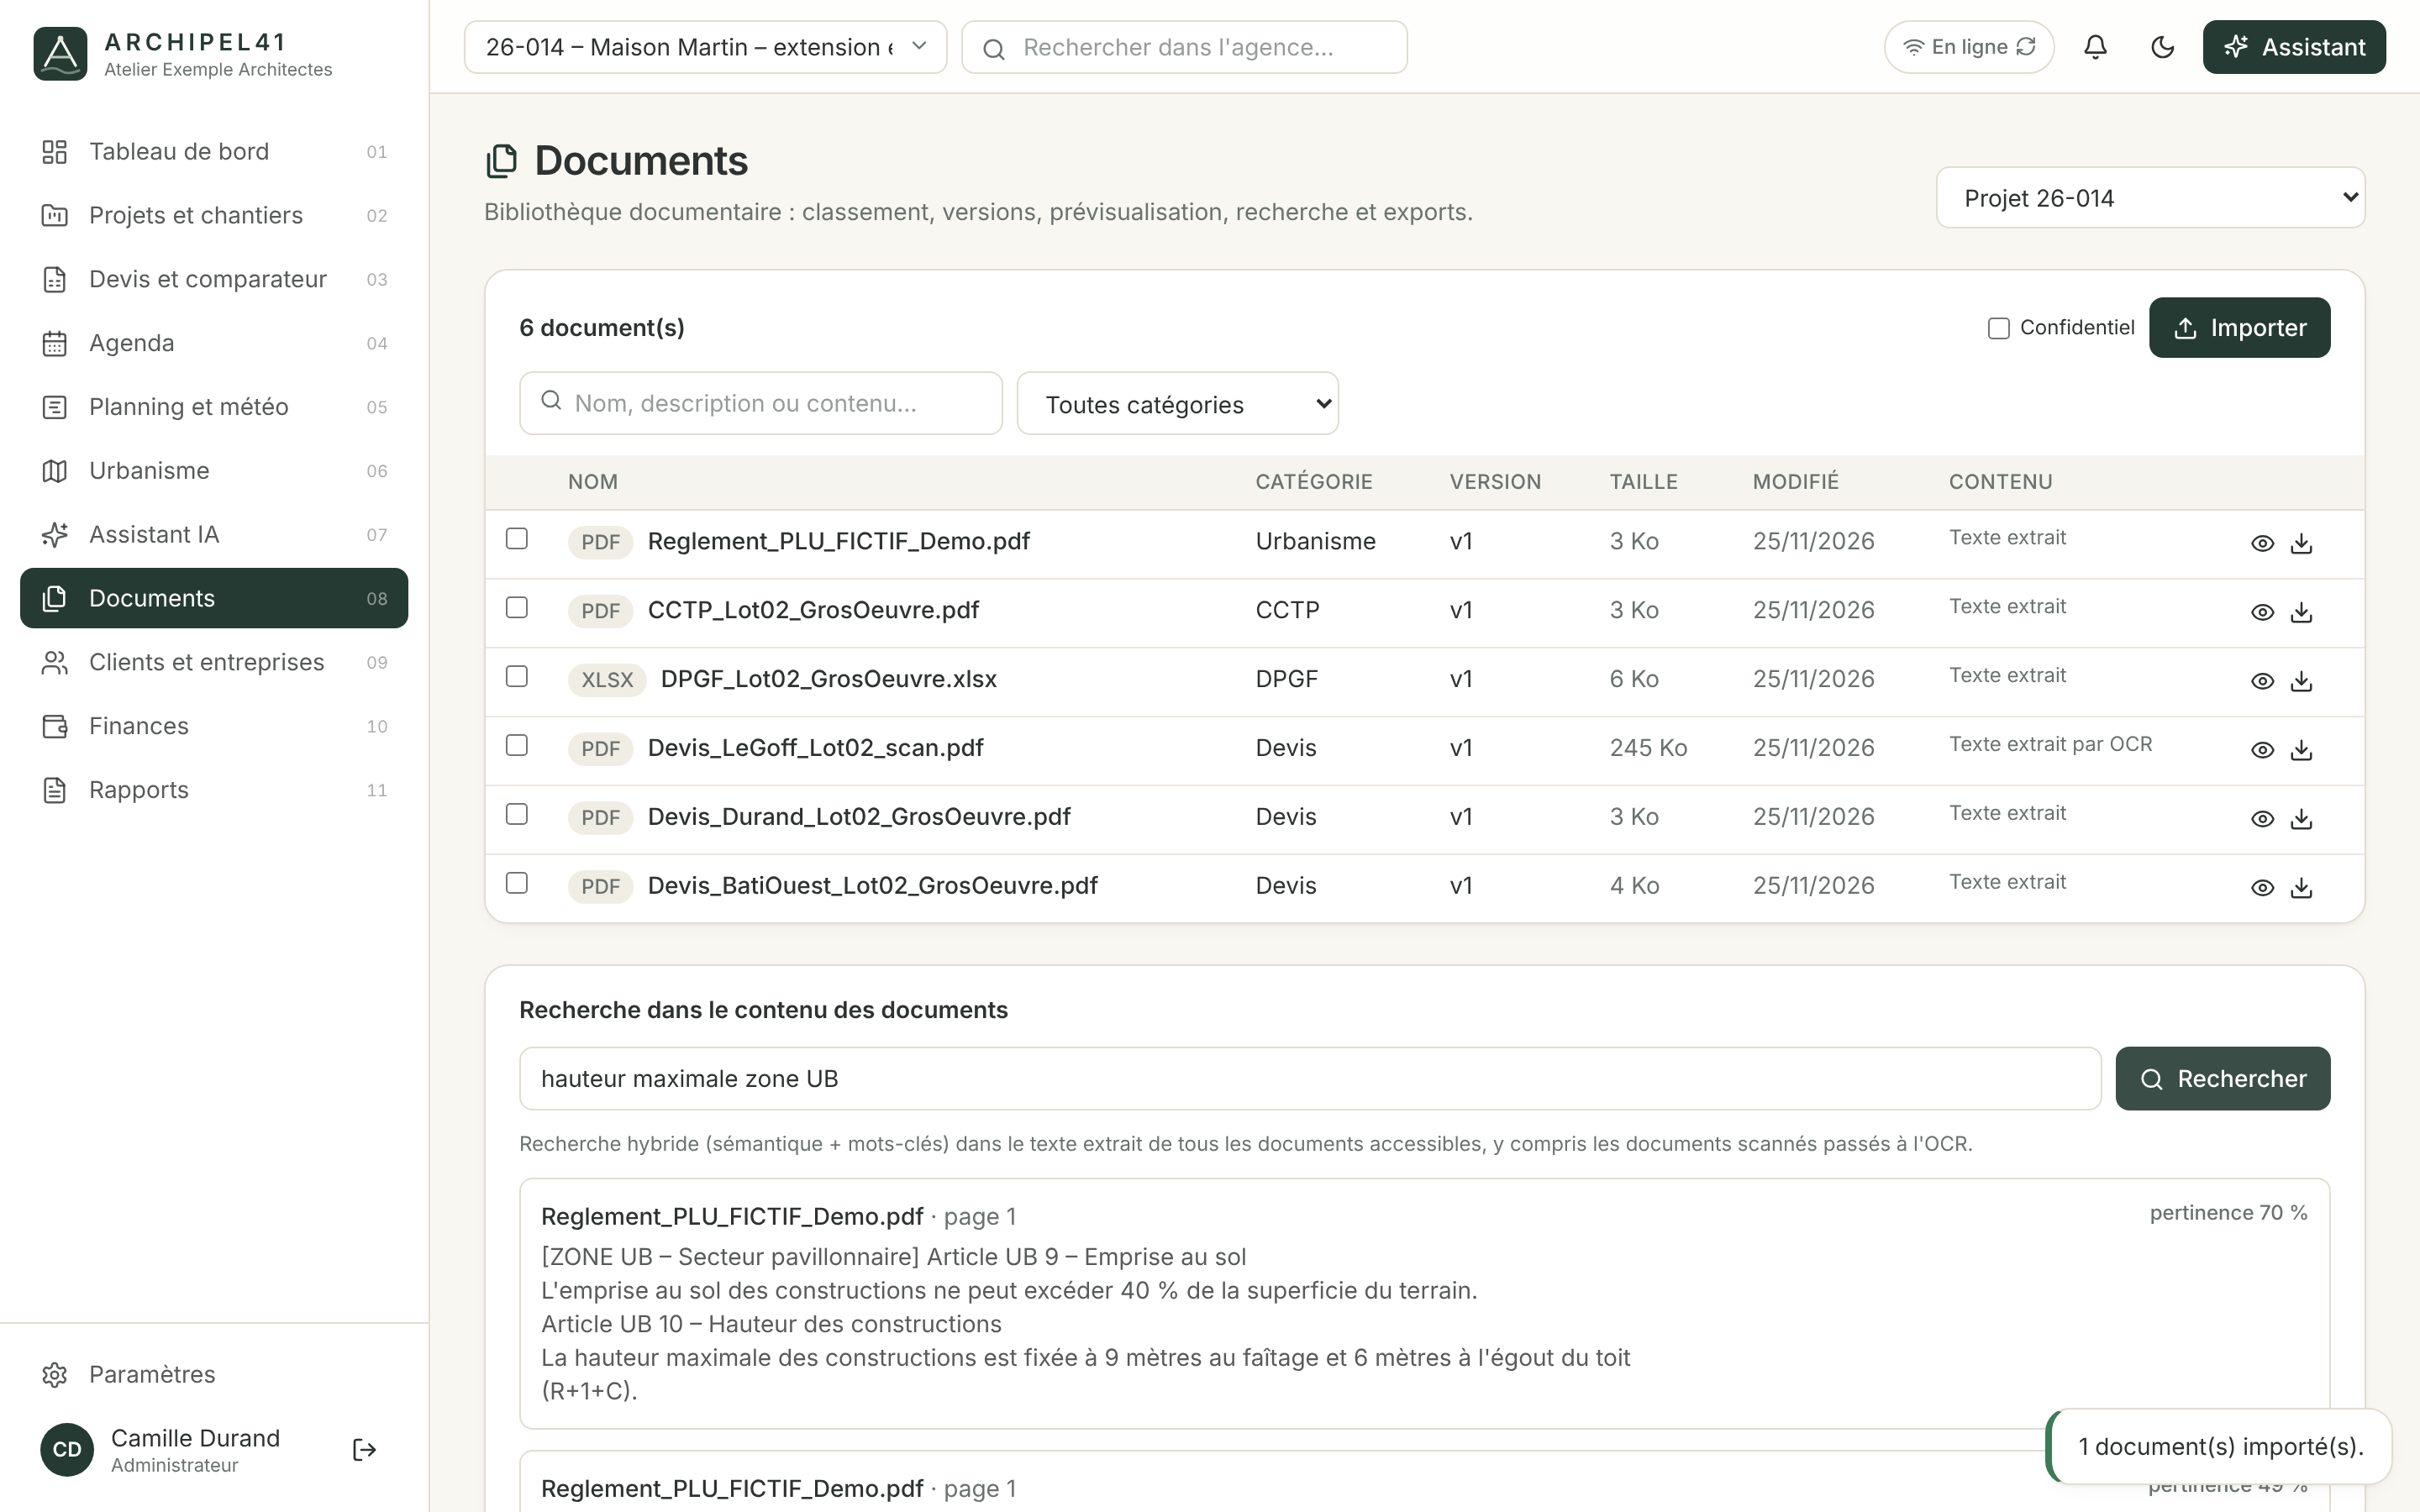 ARCHIPEL41
Atelier Exemple Architectes
Tableau de bord 01
Projets et chantiers 02
Devis et comparateur 03
Agenda 04
Planning et météo 05
Urbanisme 06
Assistant IA 07
Documents 08
Clients et entreprises 09
Finances 10
Rapports 11
Paramètres
CD
Camille Durand
Administrateur
26-014 – Maison Martin – extension
Rechercher dans l'agence...
En ligne
Assistant
Documents
Bibliothèque documentaire : classement, versions, prévisualisation, recherche et exports.
Projet 26-014
6 document(s)
Confidentiel
Importer
Nom, description ou contenu...
Toutes catégories
NOM CATÉGORIE VERSION TAILLE MODIFIÉ CONTENU
PDF Reglement_PLU_FICTIF_Demo.pdf Urbanisme v1 3 Ko 25/11/2026 Texte extrait
PDF CCTP_Lot02_GrosOeuvre.pdf CCTP v1 3 Ko 25/11/2026 Texte extrait
XLSX DPGF_Lot02_GrosOeuvre.xlsx DPGF v1 6 Ko 25/11/2026 Texte extrait
PDF Devis_LeGoff_Lot02_scan.pdf Devis v1 245 Ko 25/11/2026 Texte extrait par OCR
PDF Devis_Durand_Lot02_GrosOeuvre.pdf Devis v1 3 Ko 25/11/2026 Texte extrait
PDF Devis_BatiOuest_Lot02_GrosOeuvre.pdf Devis v1 4 Ko 25/11/2026 Texte extrait
Recherche dans le contenu des documents
hauteur maximale zone UB
Rechercher
Recherche hybride (sémantique + mots-clés) dans le texte extrait de tous les documents accessibles, y compris les documents scannés passés à l'OCR.
Reglement_PLU_FICTIF_Demo.pdf · page 1
pertinence 70 %
[ZONE UB – Secteur pavillonnaire] Article UB 9 – Emprise au sol
L'emprise au sol des constructions ne peut excéder 40 % de la superficie du terrain.
Article UB 10 – Hauteur des constructions
La hauteur maximale des constructions est fixée à 9 mètres au faîtage et 6 mètres à l'égout du toit
(R+1+C).
Reglement_PLU_FICTIF_Demo.pdf · page 1
pertinence 49 %
1 document(s) importé(s).